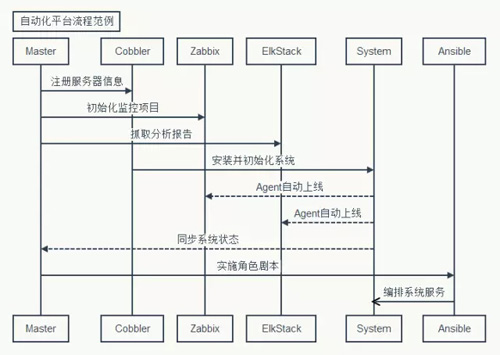 自动化平台流程范例
Master Cobbler Zabbix ElkStack System Ansible
注册服务器信息
初始化监控项目
抓取分析报告
安装并初始化系统
Agent自动上线
Agent自动上线
同步系统状态
实施角色剧本
编排系统服务
Master Cobbler Zabbix ElkStack System Ansible